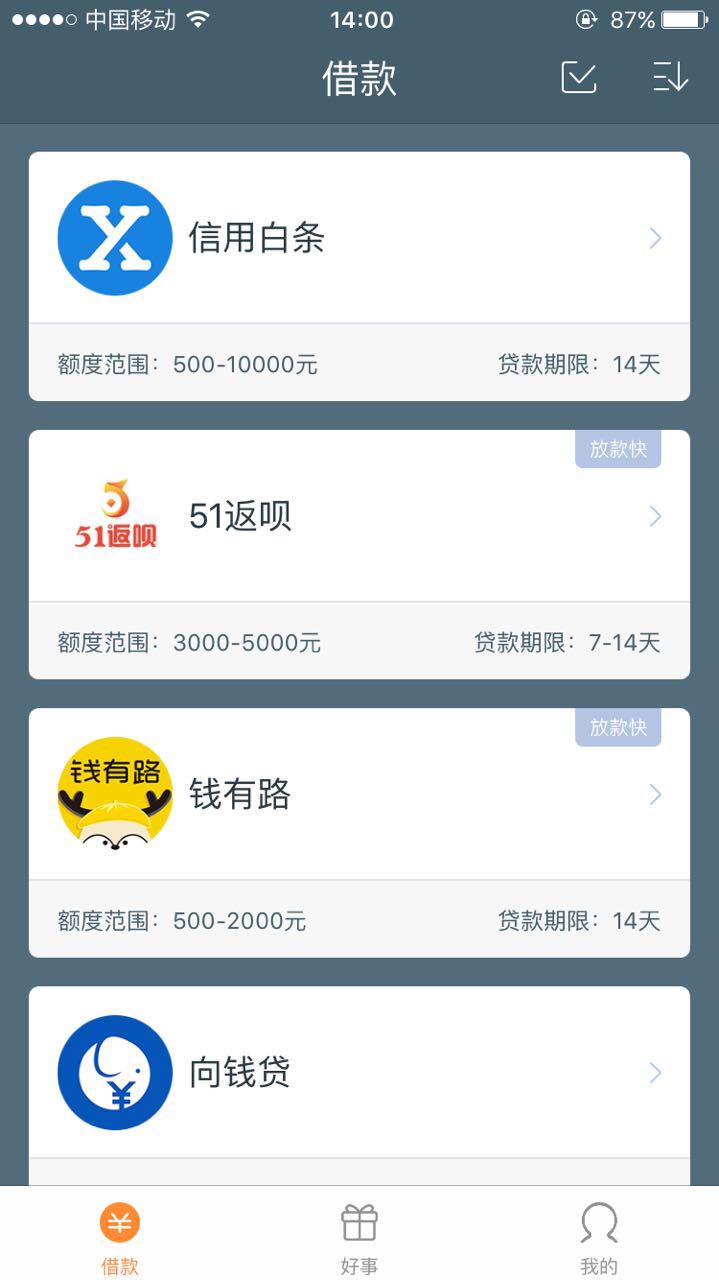 中国移动 14:00 87%
借款
信用白条
额度范围：500-10000元 贷款期限：14天
放款快
51返呗
51返呗
额度范围：3000-5000元 贷款期限：7-14天
放款快
钱有路
钱有路
额度范围：500-2000元 贷款期限：14天
向钱贷
借款 好事 我的